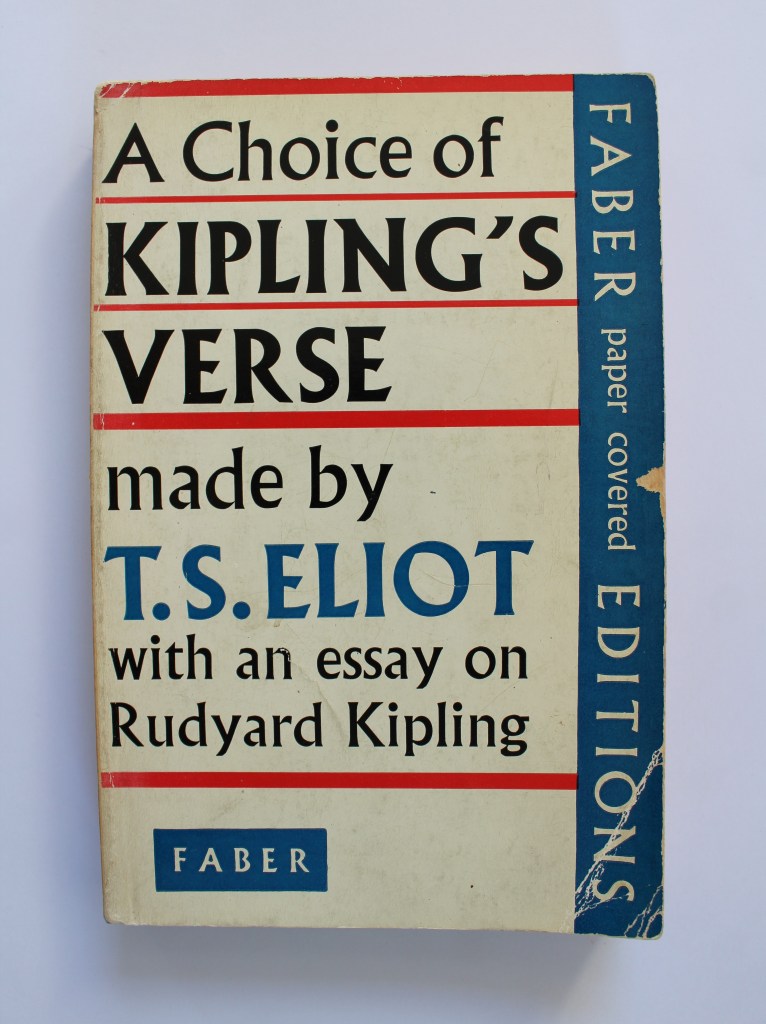 A Choice of
KIPLING'S
VERSE
made by
T.S. ELIOT
with an essay on
Rudyard Kipling
FABER
FABER paper covered EDITIONS